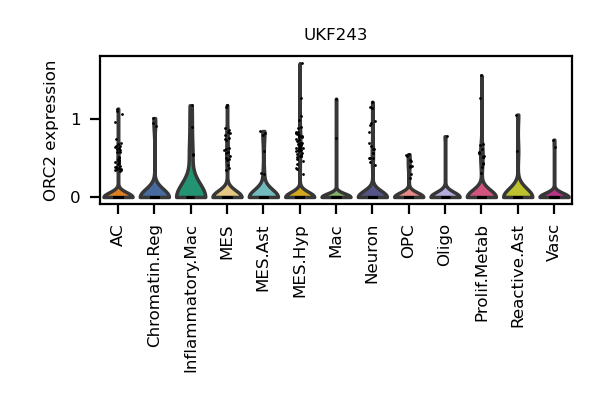 UKF243
ORC2 expression
1
0
AC
Chromatin.Reg
Inflammatory.Mac
MES
MES.Ast
MES.Hyp
Mac
Neuron
OPC
Oligo
Prolif.Metab
Reactive.Ast
Vasc